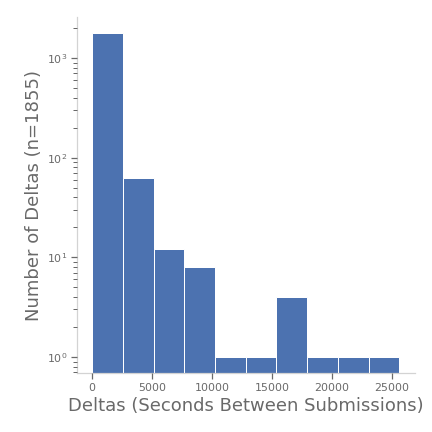 10³
10²
10¹
10⁰
Number of Deltas (n=1855)
0 5000 10000 15000 20000 25000
Deltas (Seconds Between Submissions)